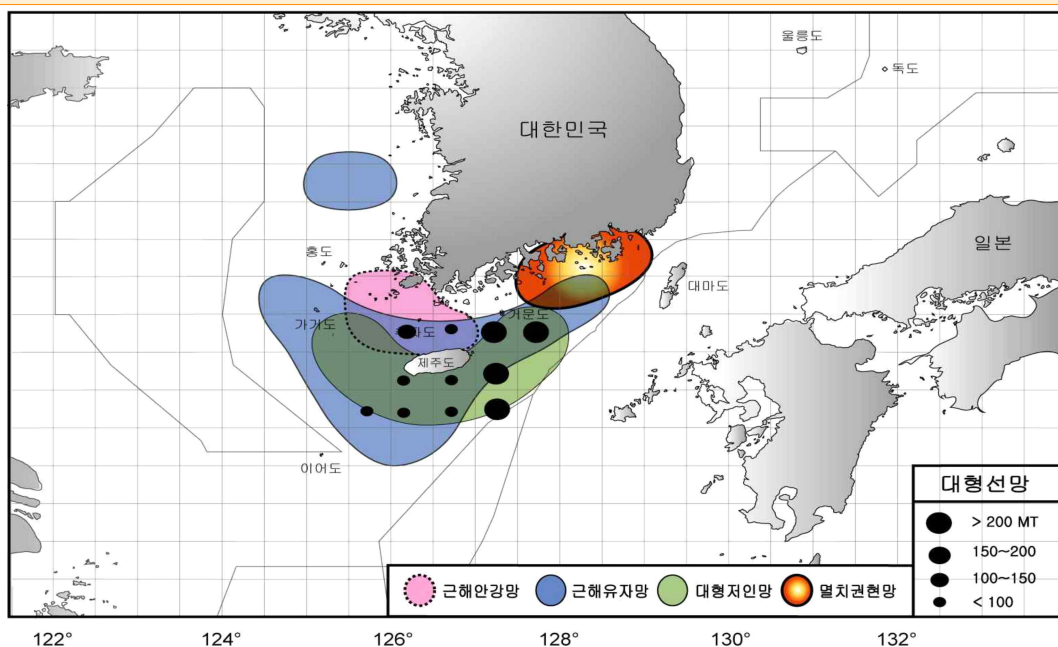 울릉도
독도
대한민국
일본
홍도
대마도
가거도
거문도
제주도
이어도
대형선망
> 200 MT
150~200
100~150
< 100
근해안강망
근해유자망
대형저인망
멸치권현망
122°
124°
126°
128°
130°
132°